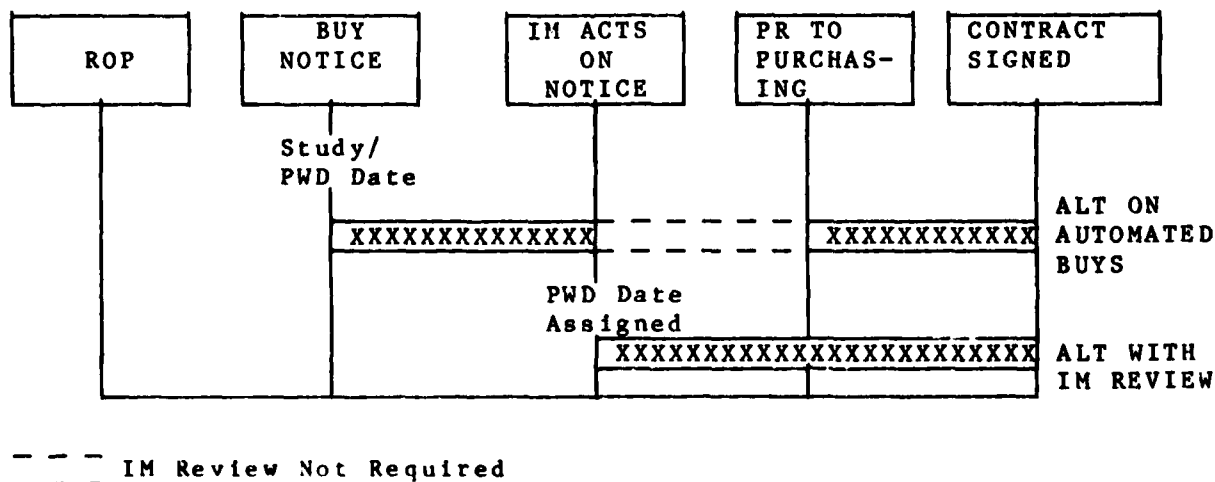 ROP
BUY
NOTICE
IM ACTS
ON
NOTICE
PR TO
PURCHAS-
ING
CONTRACT
SIGNED
Study/
PWD Date
XXXXXXXXXXXXXX
XXXXXXXXXXXX
ALT ON
AUTOMATED
BUYS
PWD Date
Assigned
XXXXXXXXXXXXXXXXXXXXXXXX
ALT WITH
IM REVIEW
IM Review Not Required